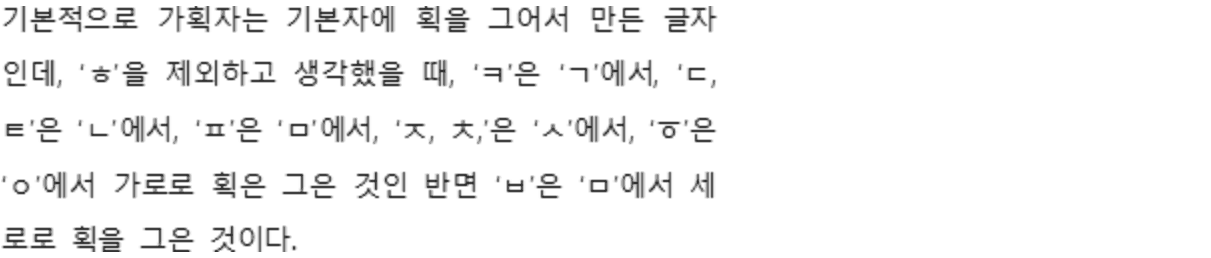 기본적으로 가획자는 기본자에 획을 그어서 만든 글자
인데, ‘ㅎ’을 제외하고 생각했을 때, ‘ㅋ’은 ‘ㄱ’에서, ‘ㄷ,
ㅌ’은 ‘ㄴ’에서, ‘ㅍ’은 ‘ㅁ’에서, ‘ㅈ, ㅊ,’은 ‘ㅅ’에서, ‘ㆆ’은
‘ㅇ’에서 가로로 획은 그은 것인 반면 ‘ㅂ’은 ‘ㅁ’에서 세
로로 획을 그은 것이다.